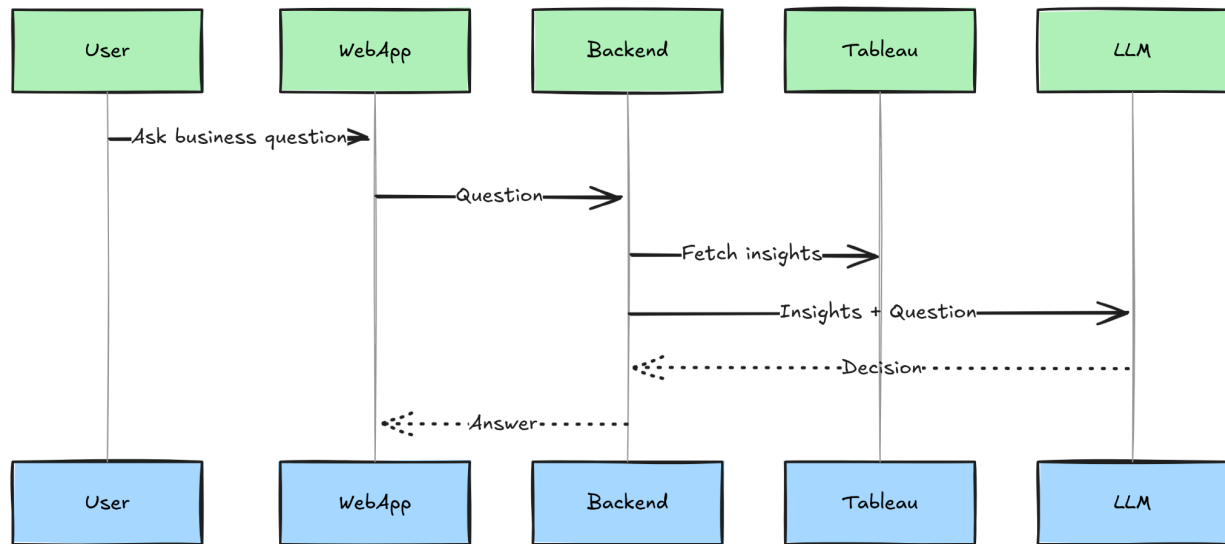 User
WebApp
Backend
Tableau
LLM
Ask business question
Question
Fetch insights
Insights + Question
Decision
Answer
User
WebApp
Backend
Tableau
LLM